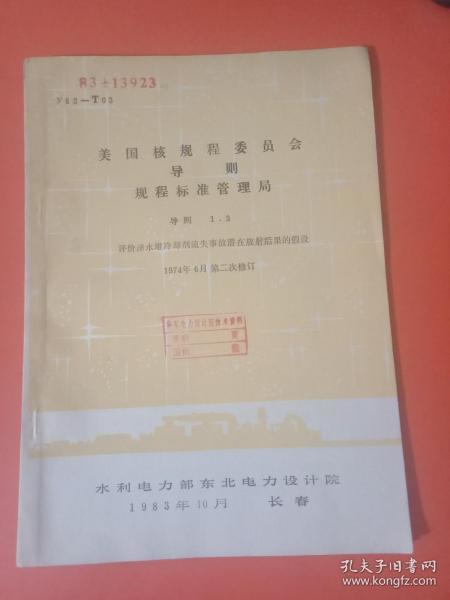 83-13923
У63-T03
美国核规程委员会
导 则
规程标准管理局
导则 1.3
评价沸水堆冷却剂流失事故潜在放射后果的假设
1974年6月第二次修订
水利电力部东北电力设计院
1983年10月 长春
孔夫子旧书网
www.kongfz.com